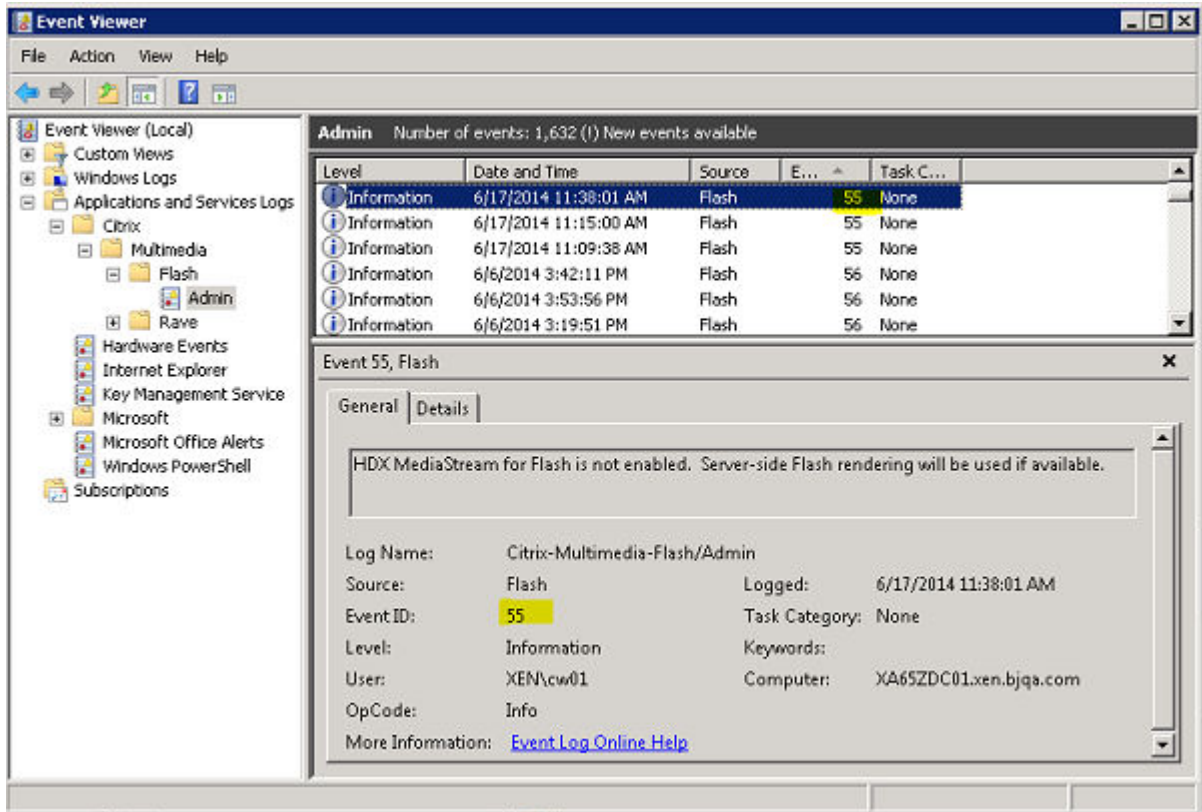 Event Viewer
File Action View Help
Event Viewer (Local)
Custom Views
Windows Logs
Applications and Services Logs
Citrix
Multimedia
Flash
Admin
Rave
Hardware Events
Internet Explorer
Key Management Service
Microsoft
Microsoft Office Alerts
Windows PowerShell
Subscriptions
Admin Number of events: 1,632 (!) New events available
Level Date and Time Source E... Task C...
Information 6/17/2014 11:38:01 AM Flash 55 None
Information 6/17/2014 11:15:00 AM Flash 55 None
Information 6/17/2014 11:09:38 AM Flash 55 None
Information 6/6/2014 3:42:11 PM Flash 56 None
Information 6/6/2014 3:53:56 PM Flash 56 None
Information 6/6/2014 3:19:51 PM Flash 56 None
Event 55, Flash
General Details
HDX MediaStream for Flash is not enabled. Server-side Flash rendering will be used if available.
Log Name: Citrix-Multimedia-Flash/Admin
Source: Flash Logged: 6/17/2014 11:38:01 AM
Event ID: 55 Task Category: None
Level: Information Keywords:
User: XEN\cw01 Computer: XA65ZDC01.xen.bjqa.com
OpCode: Info
More Information: Event Log Online Help